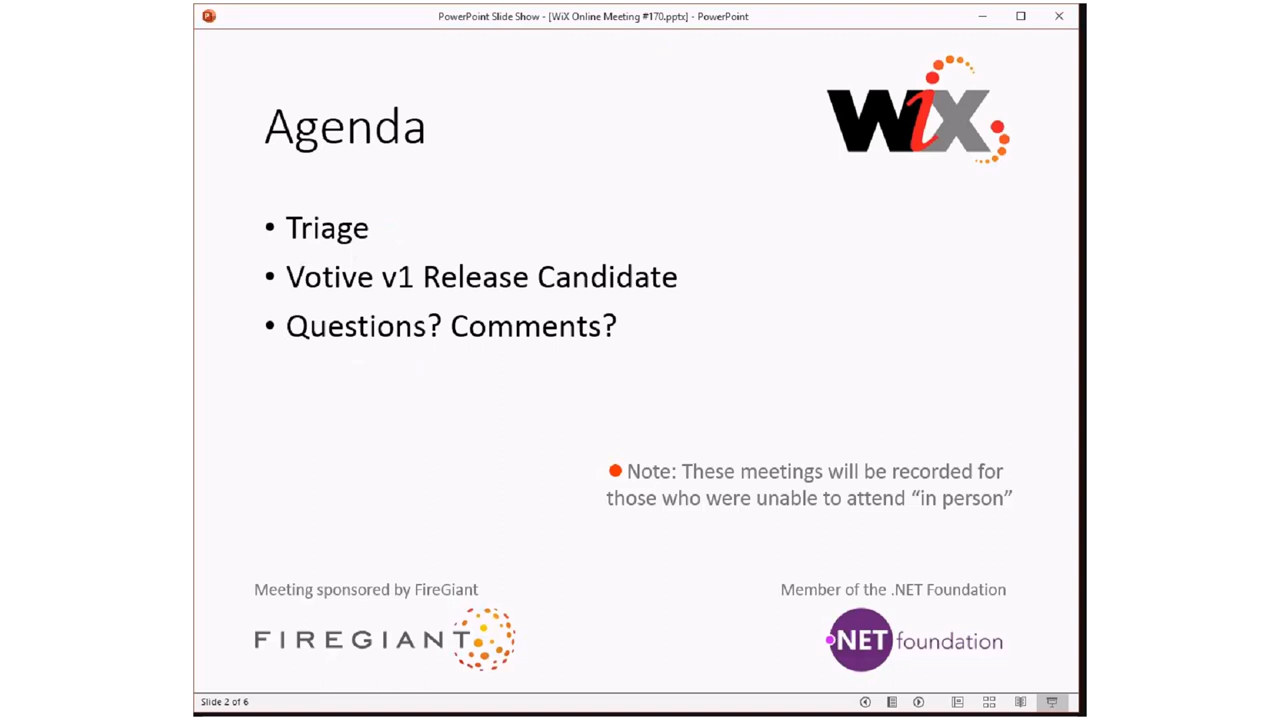 PowerPoint Slide Show - [WiX Online Meeting #170.pptx] - PowerPoint
WiX
Agenda
• Triage
• Votive v1 Release Candidate
• Questions? Comments?
Note: These meetings will be recorded for
those who were unable to attend “in person”
Meeting sponsored by FireGiant
FIREGIANT
Member of the .NET Foundation
.NET foundation
Slide 2 of 6